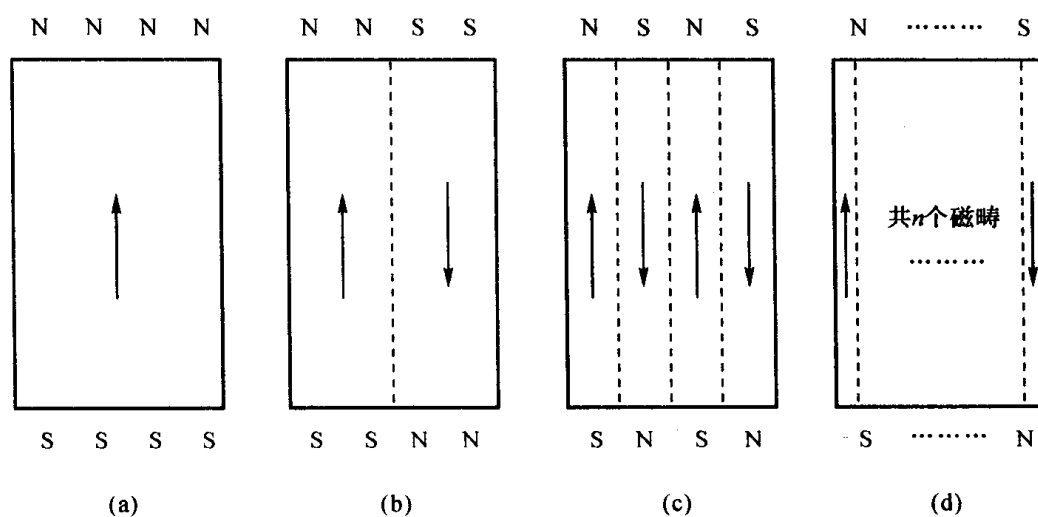 N N N N N N S S N S N S N ……… S
共n个磁畴
………
S S S S S S N N S N S N S ……… N
(a) (b) (c) (d)